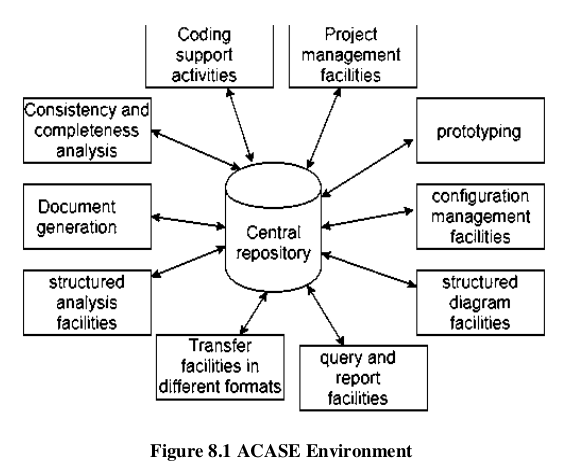 Coding
support
activities
Project
management
facilities
Consistency and
completeness
analysis
prototyping
Document
generation
Central
repository
configuration
management
facilities
structured
analysis
facilities
structured
diagram
facilities
Transfer
facilities in
different formats
query and
report
facilities
Figure 8.1 ACASE Environment